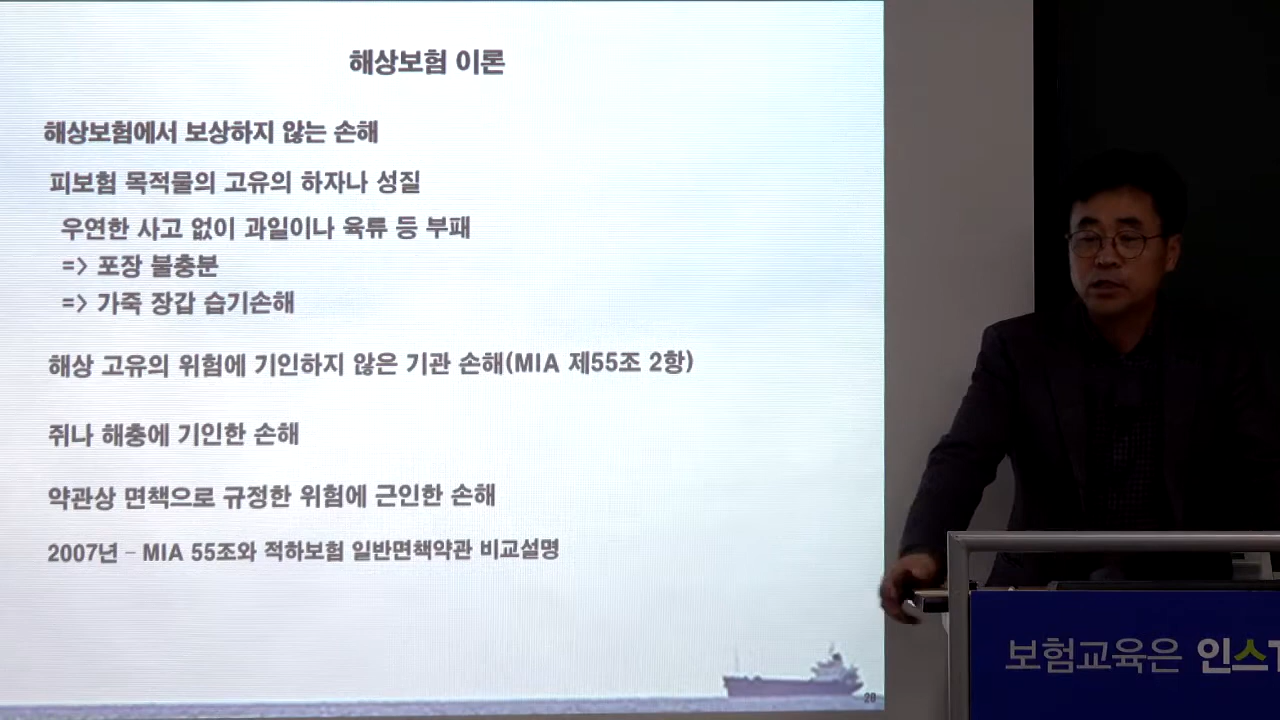 해상보험 이론
해상보험에서 보상하지 않는 손해
피보험 목적물의 고유의 하자나 성질
우연한 사고 없이 과일이나 육류 등 부패
=> 포장 불충분
=> 가죽 장갑 습기손해
해상 고유의 위험에 기인하지 않은 기관 손해(MIA 제55조 2항)
쥐나 해충에 기인한 손해
약관상 면책으로 규정한 위험에 근인한 손해
2007년 - MIA 55조와 적하보험 일반면책약관 비교설명
20
보험교육은 인스